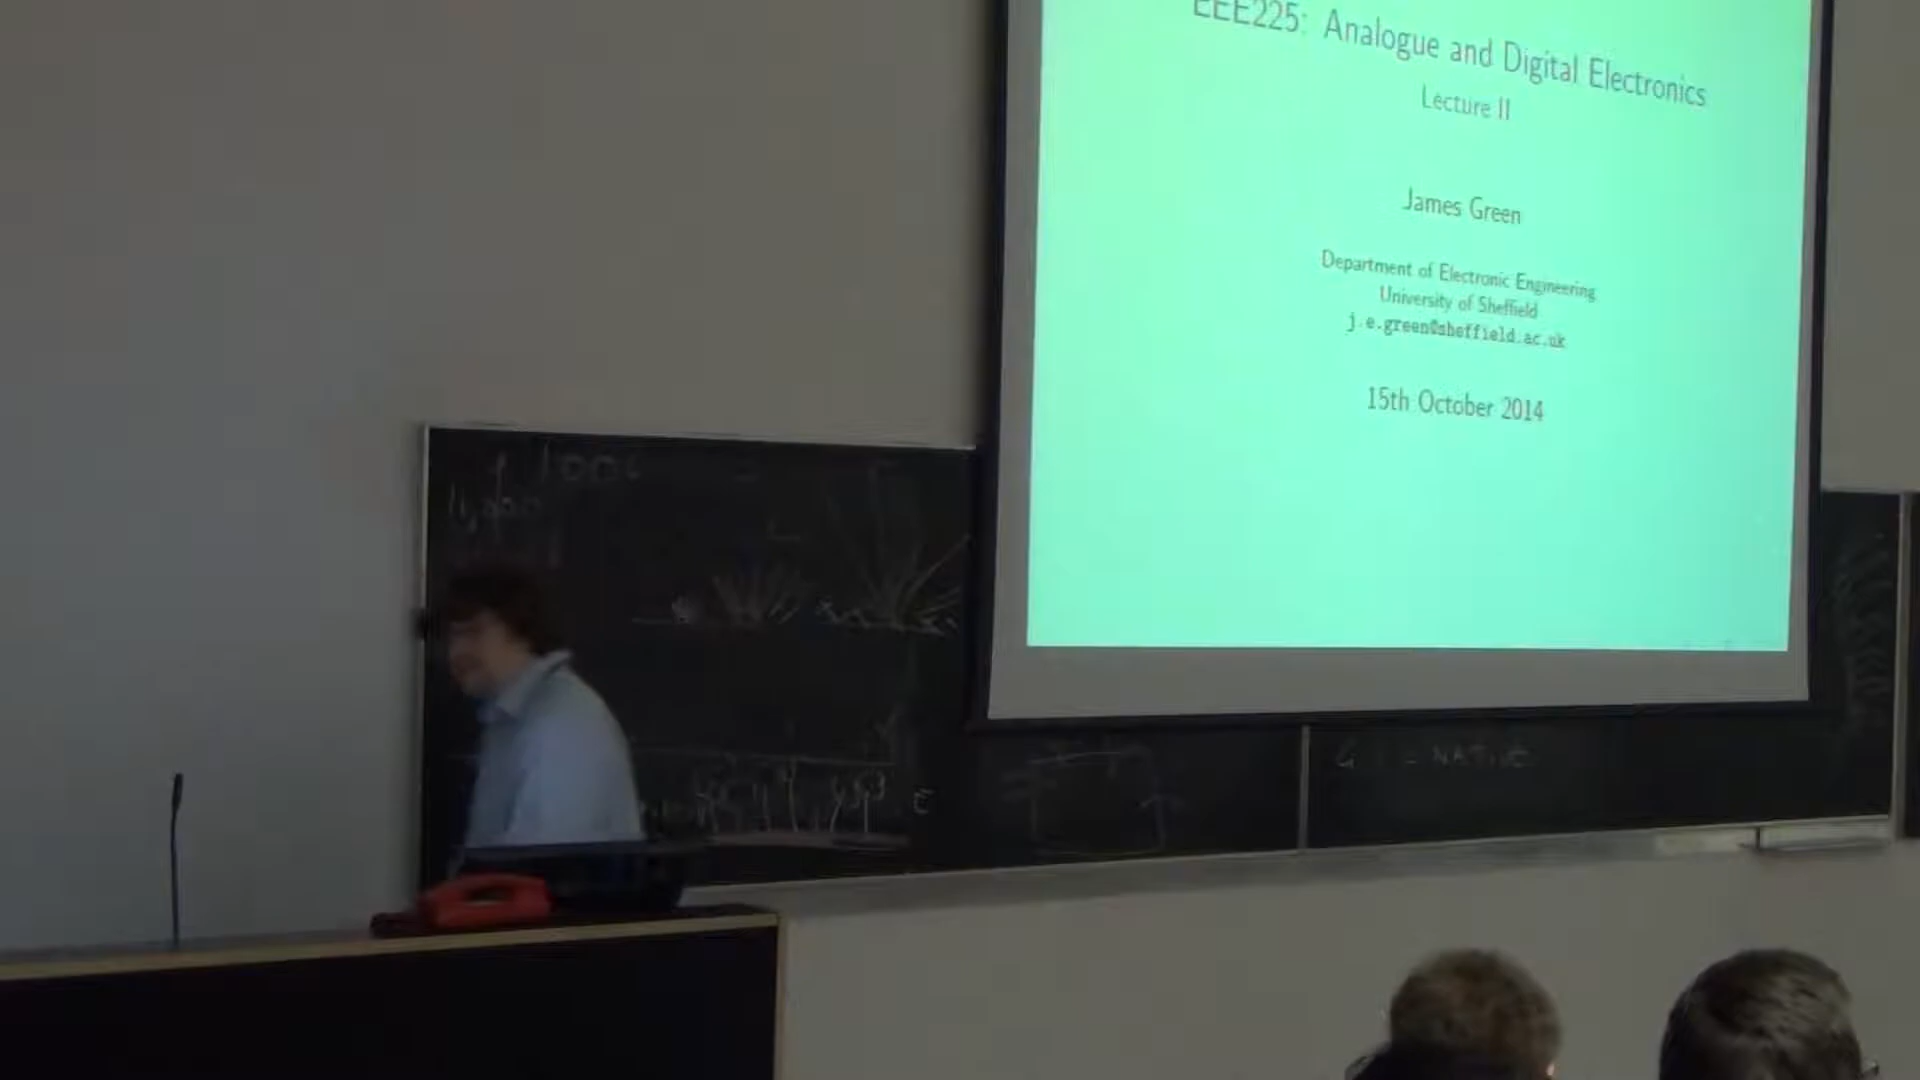 EEE225: Analogue and Digital Electronics
Lecture II
James Green
Department of Electronic Engineering
University of Sheffield
j.e.green@sheffield.ac.uk
15th October 2014
NATIVE